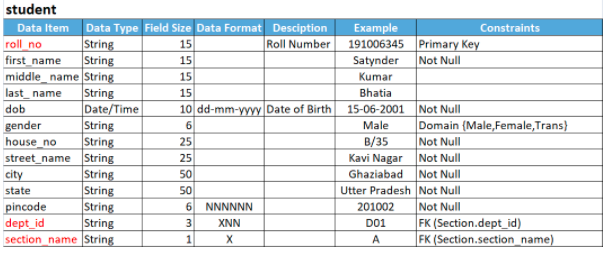 student
Data Item Data Type Field Size Data Format Desciption Example Constraints
roll_no String 15 Roll Number 191006345 Primary Key
first_name String 15 Satynder Not Null
middle_ name String 15 Kumar
last_ name String 15 Bhatia
dob Date/Time 10 dd-mm-yyyy Date of Birth 15-06-2001 Not Null
gender String 6 Male Domain {Male,Female,Trans}
house_no String 25 B/35 Not Null
street_name String 25 Kavi Nagar Not Null
city String 50 Ghaziabad Not Null
state String 50 Utter Pradesh Not Null
pincode String 6 NNNNNN 201002 Not Null
dept_id String 3 XNN D01 FK (Section.dept_id)
section_name String 1 X A FK (Section.section_name)